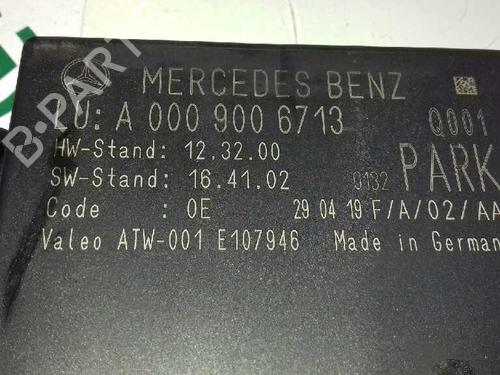 MERCEDES BENZ
ZU: A 000 900 6713 Q001
HW-Stand: 12.32.00
SW-Stand: 16.41.02 0132 PARK
Code : 0E 29 04 19 F/A/02/AA
Valeo ATW-001 E107946 Made in German
B-PARTS